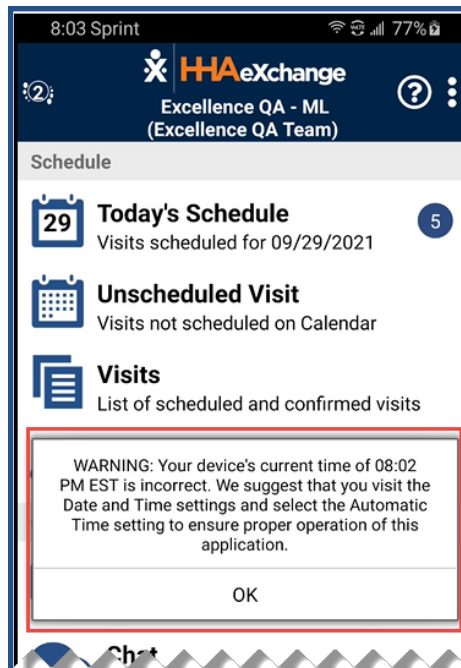 8:03 Sprint 77%
HHAeXchange
2
Excellence QA - ML
(Excellence QA Team)
?
Schedule
29
Today's Schedule
5
Visits scheduled for 09/29/2021
Unscheduled Visit
Visits not scheduled on Calendar
Visits
List of scheduled and confirmed visits
WARNING: Your device's current time of 08:02
PM EST is incorrect. We suggest that you visit the
Date and Time settings and select the Automatic
Time setting to ensure proper operation of this
application.
OK
Chat